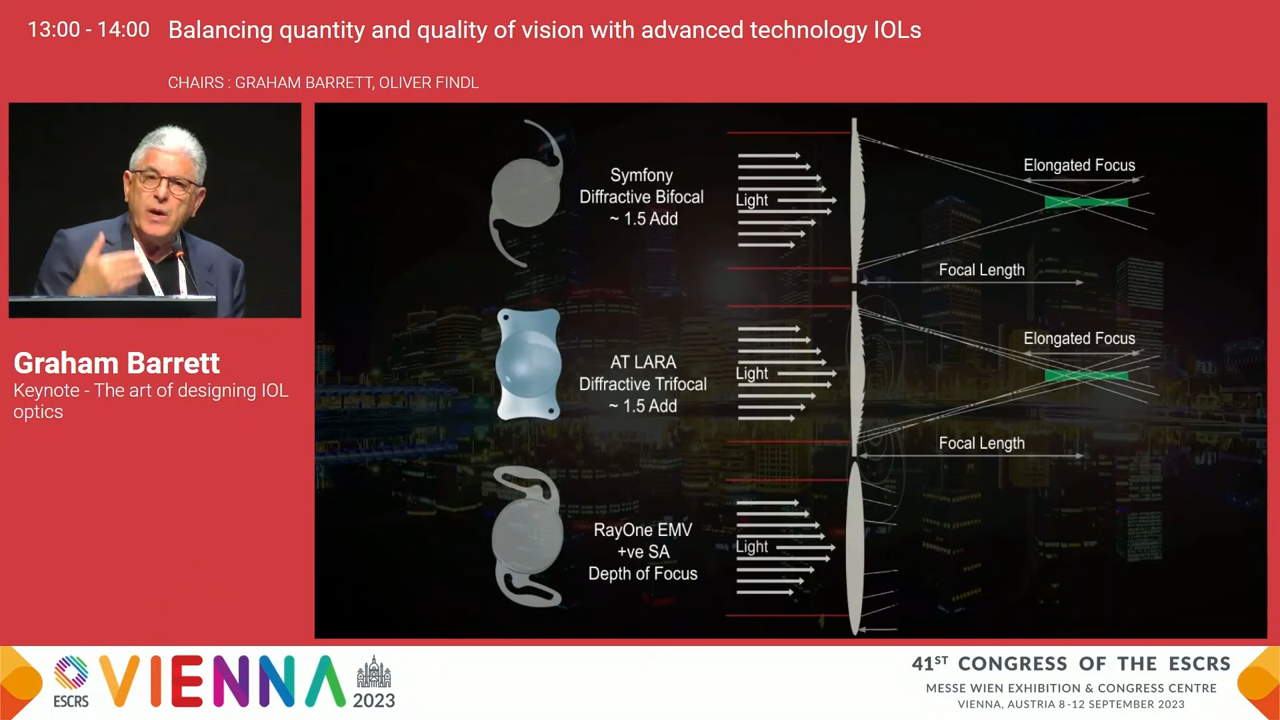 13:00 - 14:00 Balancing quantity and quality of vision with advanced technology IOLs
CHAIRS : GRAHAM BARRETT, OLIVER FINDL
Graham Barrett
Keynote - The art of designing IOL
optics
Symfony
Diffractive Bifocal
~ 1.5 Add
Light
Elongated Focus
Focal Length
AT LARA
Diffractive Trifocal
~ 1.5 Add
Light
Elongated Focus
Focal Length
RayOne EMV
+ve SA
Depth of Focus
Light
ESCRS
VIENNA
2023
41ST CONGRESS OF THE ESCRS
MESSE WIEN EXHIBITION & CONGRESS CENTRE
VIENNA, AUSTRIA 8 -12 SEPTEMBER 2023